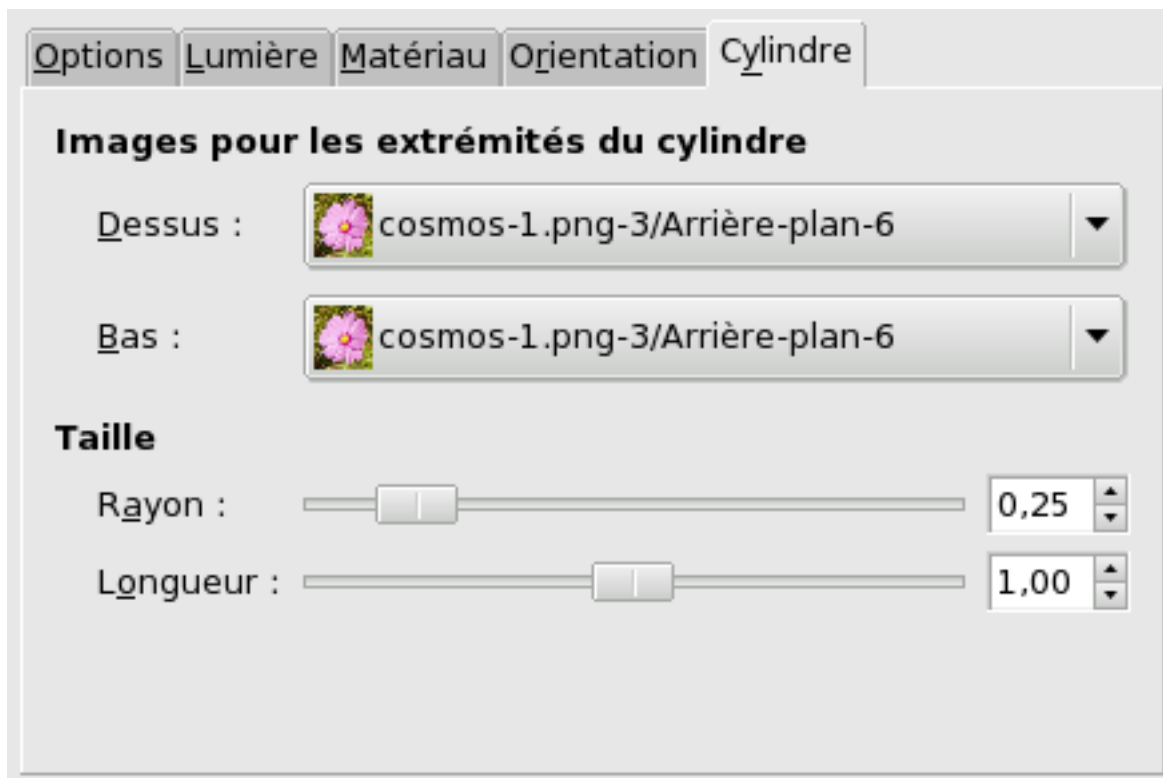 Options Lumière Matériau Orientation Cylindre
Images pour les extrémités du cylindre
Dessus : cosmos-1.png-3/Arrière-plan-6
Bas : cosmos-1.png-3/Arrière-plan-6
Taille
Rayon : 0,25
Longueur : 1,00